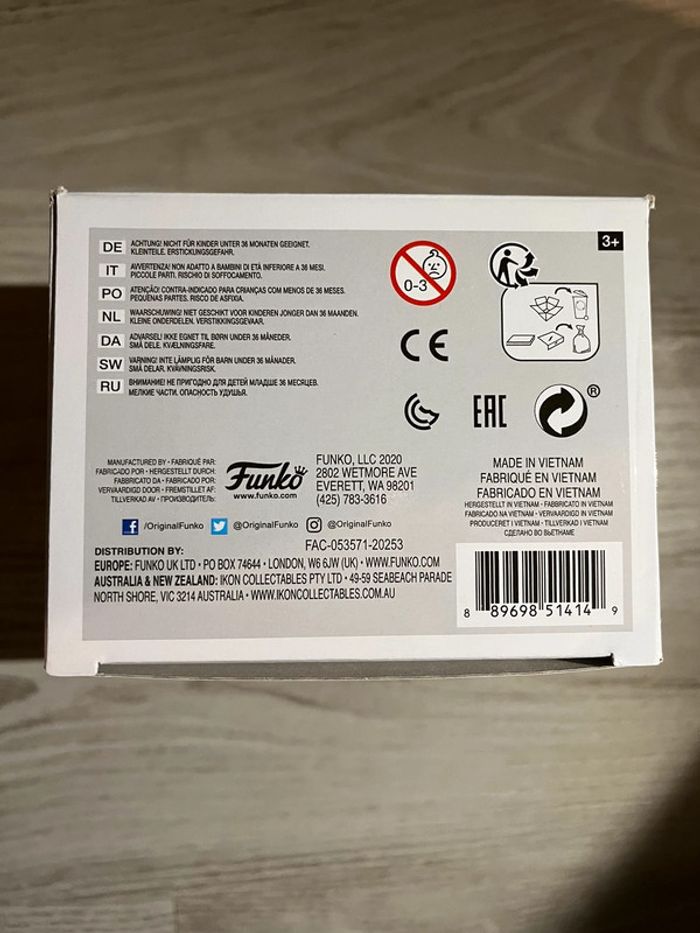 DE ACHTUNG! NICHT FÜR KINDER UNTER 36 MONATEN GEEIGNET.
KLEINTEILE. ERSTICKUNGSGEFAHR.
IT AVVERTENZA! NON ADATTO A BAMBINI DI ETÀ INFERIORE A 36 MESI.
PICCOLE PARTI. RISCHIO DI SOFFOCAMENTO.
PO ATENÇÃO! CONTRA-INDICADO PARA CRIANÇAS COM MENOS DE 36 MESES.
PEQUENAS PARTES. RISCO DE ASFIXIA.
NL WAARSCHUWING! NIET GESCHIKT VOOR KINDEREN JONGER DAN 36 MAANDEN.
KLEINE ONDERDELEN. VERSTIKKINGSGEVAAR.
DA ADVARSEL! IKKE EGNET TIL BØRN UNDER 36 MÅNEDER.
SMÅ DELE. KVÆLNINGSFARE.
SW VARNING! INTE LÄMPLIG FÖR BARN UNDER 36 MÅNADER.
SMÅ DELAR. KVÄVNINGSRISK.
RU ВНИМАНИЕ! НЕ ПРИГОДНО ДЛЯ ДЕТЕЙ МЛАДШЕ 36 МЕСЯЦЕВ.
МЕЛКИЕ ЧАСТИ. ОПАСНОСТЬ УДУШЬЯ.
0-3
3+
CE
EAC
®
MANUFACTURED BY • FABRIQUÉ PAR:
FABRICADO POR • HERGESTELLT DURCH:
FABBRICATO DA • FABRICADO POR:
VERVAARDIGD DOOR • FREMSTILLET AF:
TILLVERKAD AV • ПРОИЗВОДИТЕЛЬ:
Funko
www.funko.com
FUNKO, LLC 2020
2802 WETMORE AVE
EVERETT, WA 98201
(425) 783-3616
MADE IN VIETNAM
FABRIQUÉ EN VIETNAM
FABRICADO EN VIETNAM
HERGESTELLT IN VIETNAM • FABBRICATO IN VIETNAM
FABRICADO NA VIETNAM • VERVAARDIGD IN VIETNAM
PRODUCERET I VIETNAM • TILLVERKAD I VIETNAM
СДЕЛАНО ВО ВЬЕТНАМЕ
f /OriginalFunko @OriginalFunko @OriginalFunko
FAC-053571-20253
DISTRIBUTION BY:
EUROPE: FUNKO UK LTD • PO BOX 74644 • LONDON, W6 6JW (UK) • WWW.FUNKO.COM
AUSTRALIA & NEW ZEALAND: IKON COLLECTABLES PTY LTD • 49-59 SEABEACH PARADE
NORTH SHORE, VIC 3214 AUSTRALIA • WWW.IKONCOLLECTABLES.COM.AU
8 89698 51414 9